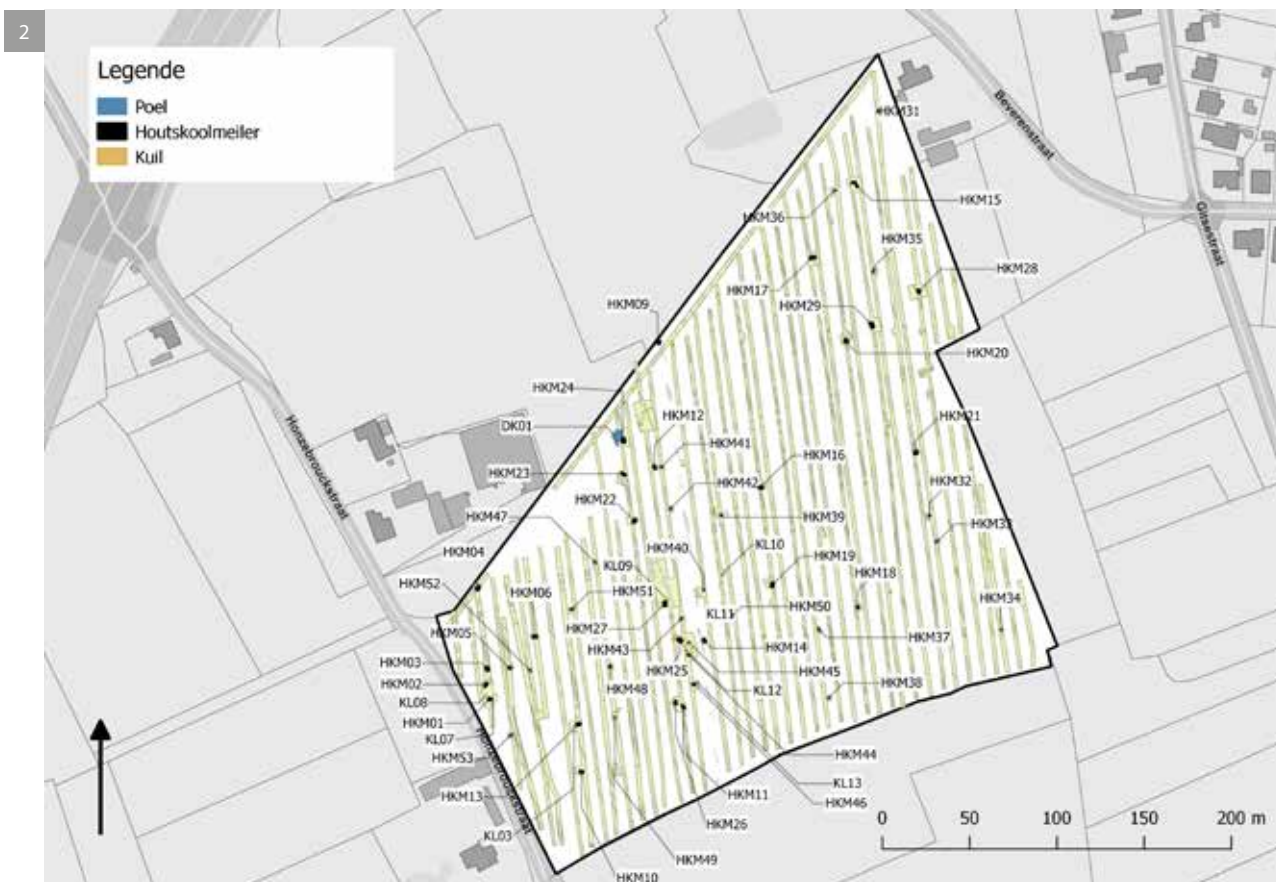 2
Legende
Poel
Houtskoolmeiler
Kuil
Beverenstraat
Gitsestraat
Honzebrouckstraat
Honzebrouckstraat
HKM31
HKM36
HKM15
HKM35
HKM17
HKM28
HKM29
HKM09
HKM20
HKM24
HKM12
HKM21
DK01
HKM41
HKM16
HKM23
HKM42
HKM32
HKM22
HKM47
HKM39
HKM33
HKM04
HKM40
KL10
KL09
HKM19
HKM52
HKM18
HKM06
HKM51
HKM34
KL11
HKM50
HKM05
HKM27
HKM37
HKM43
HKM14
HKM03
HKM25
HKM45
HKM02
HKM48
KL12
HKM38
KL08
HKM01
KL07
HKM53
HKM44
KL13
HKM13
HKM11
HKM46
KL03
HKM26
HKM49
HKM10
0 50 100 150 200 m